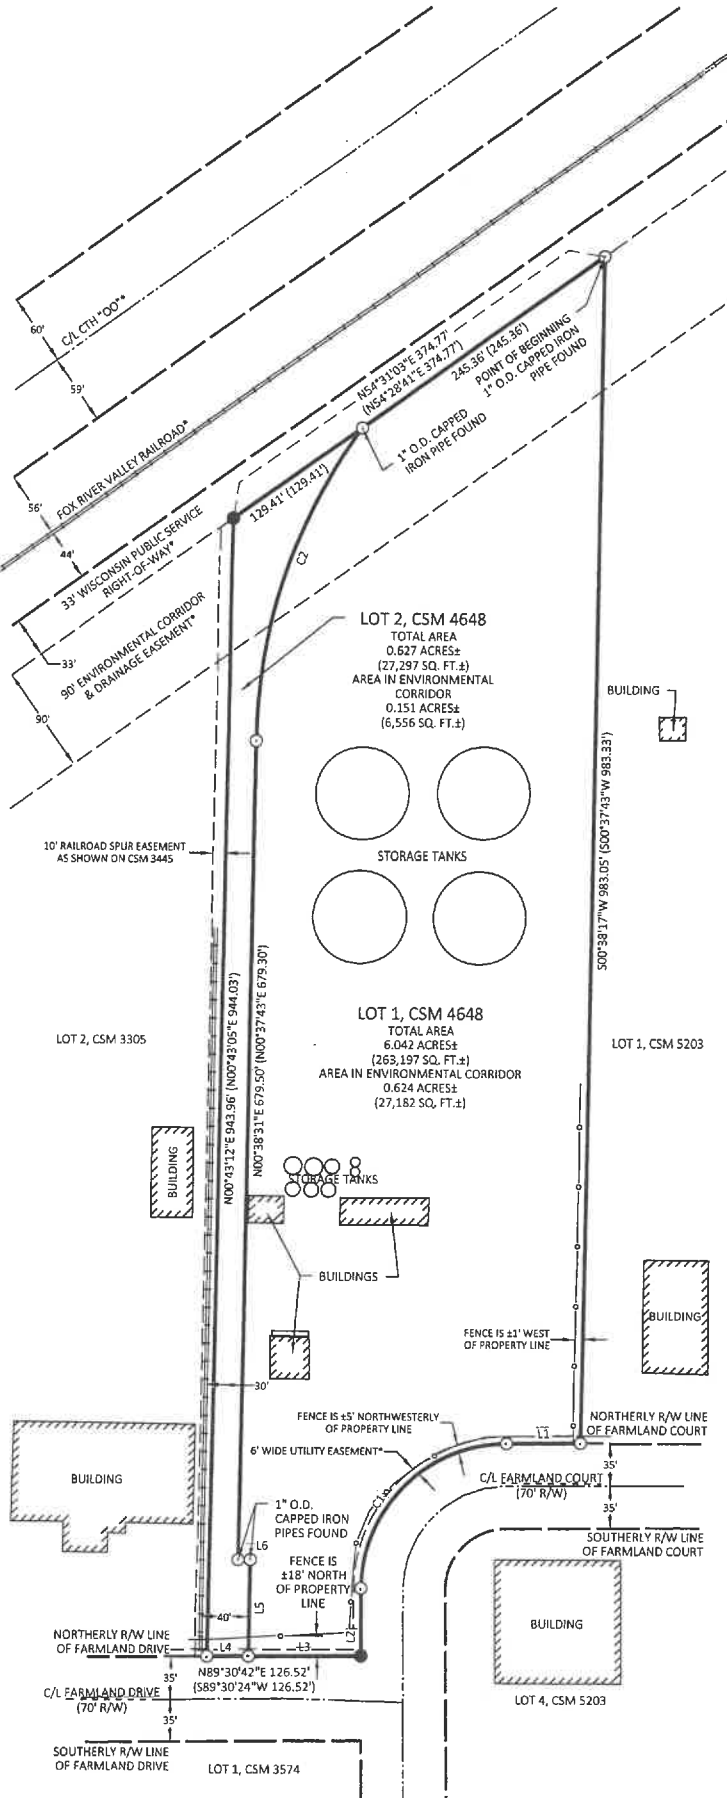 60'
C/L CTH "OO"*
59'
N54°31'03"E 374.77'
(N54°28'41"E 374.77')
245.36' (245.36')
POINT OF BEGINNING
1" O.D. CAPPED IRON
PIPE FOUND
FOX RIVER VALLEY RAILROAD*
1" O.D. CAPPED
IRON PIPE FOUND
56'
129.41' (129.41')
44'
33' WISCONSIN PUBLIC SERVICE
RIGHT-OF-WAY*
C2
90' ENVIRONMENTAL CORRIDOR
& DRAINAGE EASEMENT*
33'
90'
LOT 2, CSM 4648
TOTAL AREA
0.627 ACRES±
(27,297 SQ. FT.±)
AREA IN ENVIRONMENTAL
CORRIDOR
0.151 ACRES±
(6,556 SQ. FT.±)
BUILDING
10' RAILROAD SPUR EASEMENT
AS SHOWN ON CSM 3445
STORAGE TANKS
S00°38'17"W 983.05' (S00°37'43"W 983.33')
N00°43'12"E 943.96' (N00°43'05"E 944.03')
N00°38'31"E 679.50' (N00°37'43"E 679.30')
LOT 1, CSM 4648
TOTAL AREA
6.042 ACRES±
(263,197 SQ. FT.±)
AREA IN ENVIRONMENTAL CORRIDOR
0.624 ACRES±
(27,182 SQ. FT.±)
LOT 2, CSM 3305
LOT 1, CSM 5203
BUILDING
STORAGE TANKS
BUILDINGS
BUILDING
FENCE IS ±1' WEST
OF PROPERTY LINE
30'
FENCE IS ±5' NORTHWESTERLY
OF PROPERTY LINE
L1
NORTHERLY R/W LINE
OF FARMLAND COURT
6' WIDE UTILITY EASEMENT*
35'
C/L FARMLAND COURT
(70' R/W)
35'
C1
BUILDING
1" O.D.
CAPPED IRON
PIPES FOUND
L6
SOUTHERLY R/W LINE
OF FARMLAND COURT
FENCE IS
±18' NORTH
OF PROPERTY
LINE
L5
BUILDING
40'
L2
NORTHERLY R/W LINE
OF FARMLAND DRIVE
L4
L3
N89°30'42"E 126.52'
(S89°30'24"W 126.52')
35'
C/L FARMLAND DRIVE
(70' R/W)
35'
LOT 4, CSM 5203
SOUTHERLY R/W LINE
OF FARMLAND DRIVE
LOT 1, CSM 3574